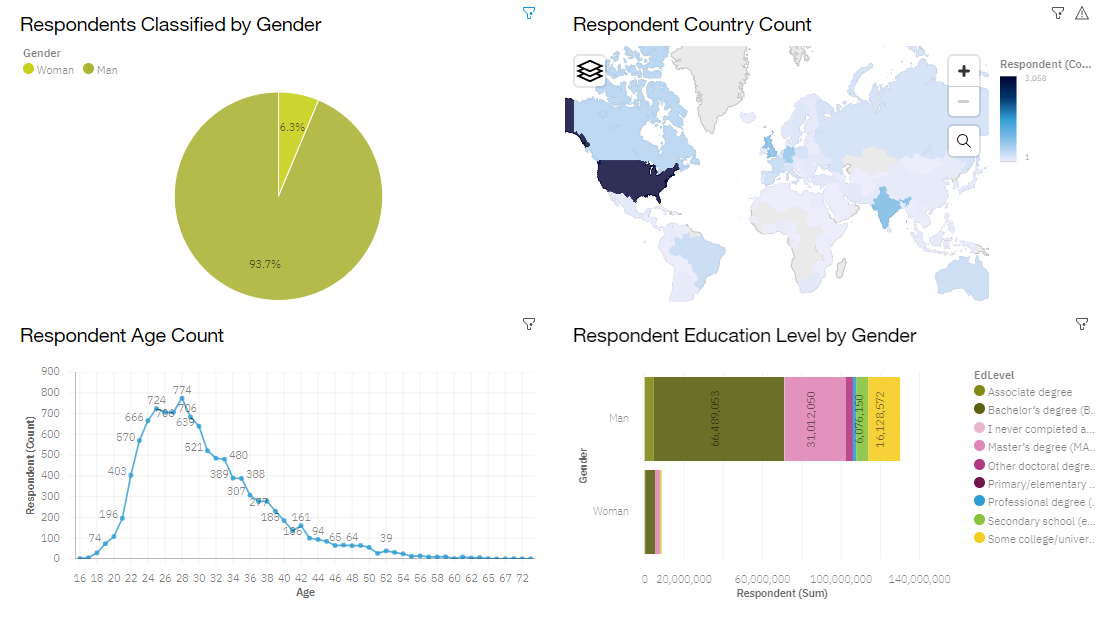 Respondents Classified by Gender
Gender
Woman Man
6.3%
93.7%
Respondent Country Count
Respondent (Co...
3,058
1
Respondent Age Count
Respondent (Count)
900
800
700
600
500
400
300
200
100
0
74
196
403
570
666
724
706
774
706
639
521
389
480
307
388
277
188
136
161
94
65
64
39
16 18 20 22 24 26 28 30 32 34 36 38 40 42 44 46 48 50 52 54 56 58 60 62 65 67 72
Age
Respondent Education Level by Gender
Gender
Man
66,489,053
31,012,050
6,076,150
16,128,572
Woman
0 20,000,000 60,000,000 100,000,000 140,000,000
Respondent (Sum)
EdLevel
Associate degree
Bachelor's degree (B...
I never completed a...
Master's degree (MA...
Other doctoral degre...
Primary/elementary ...
Professional degree (...
Secondary school (e...
Some college/univer...